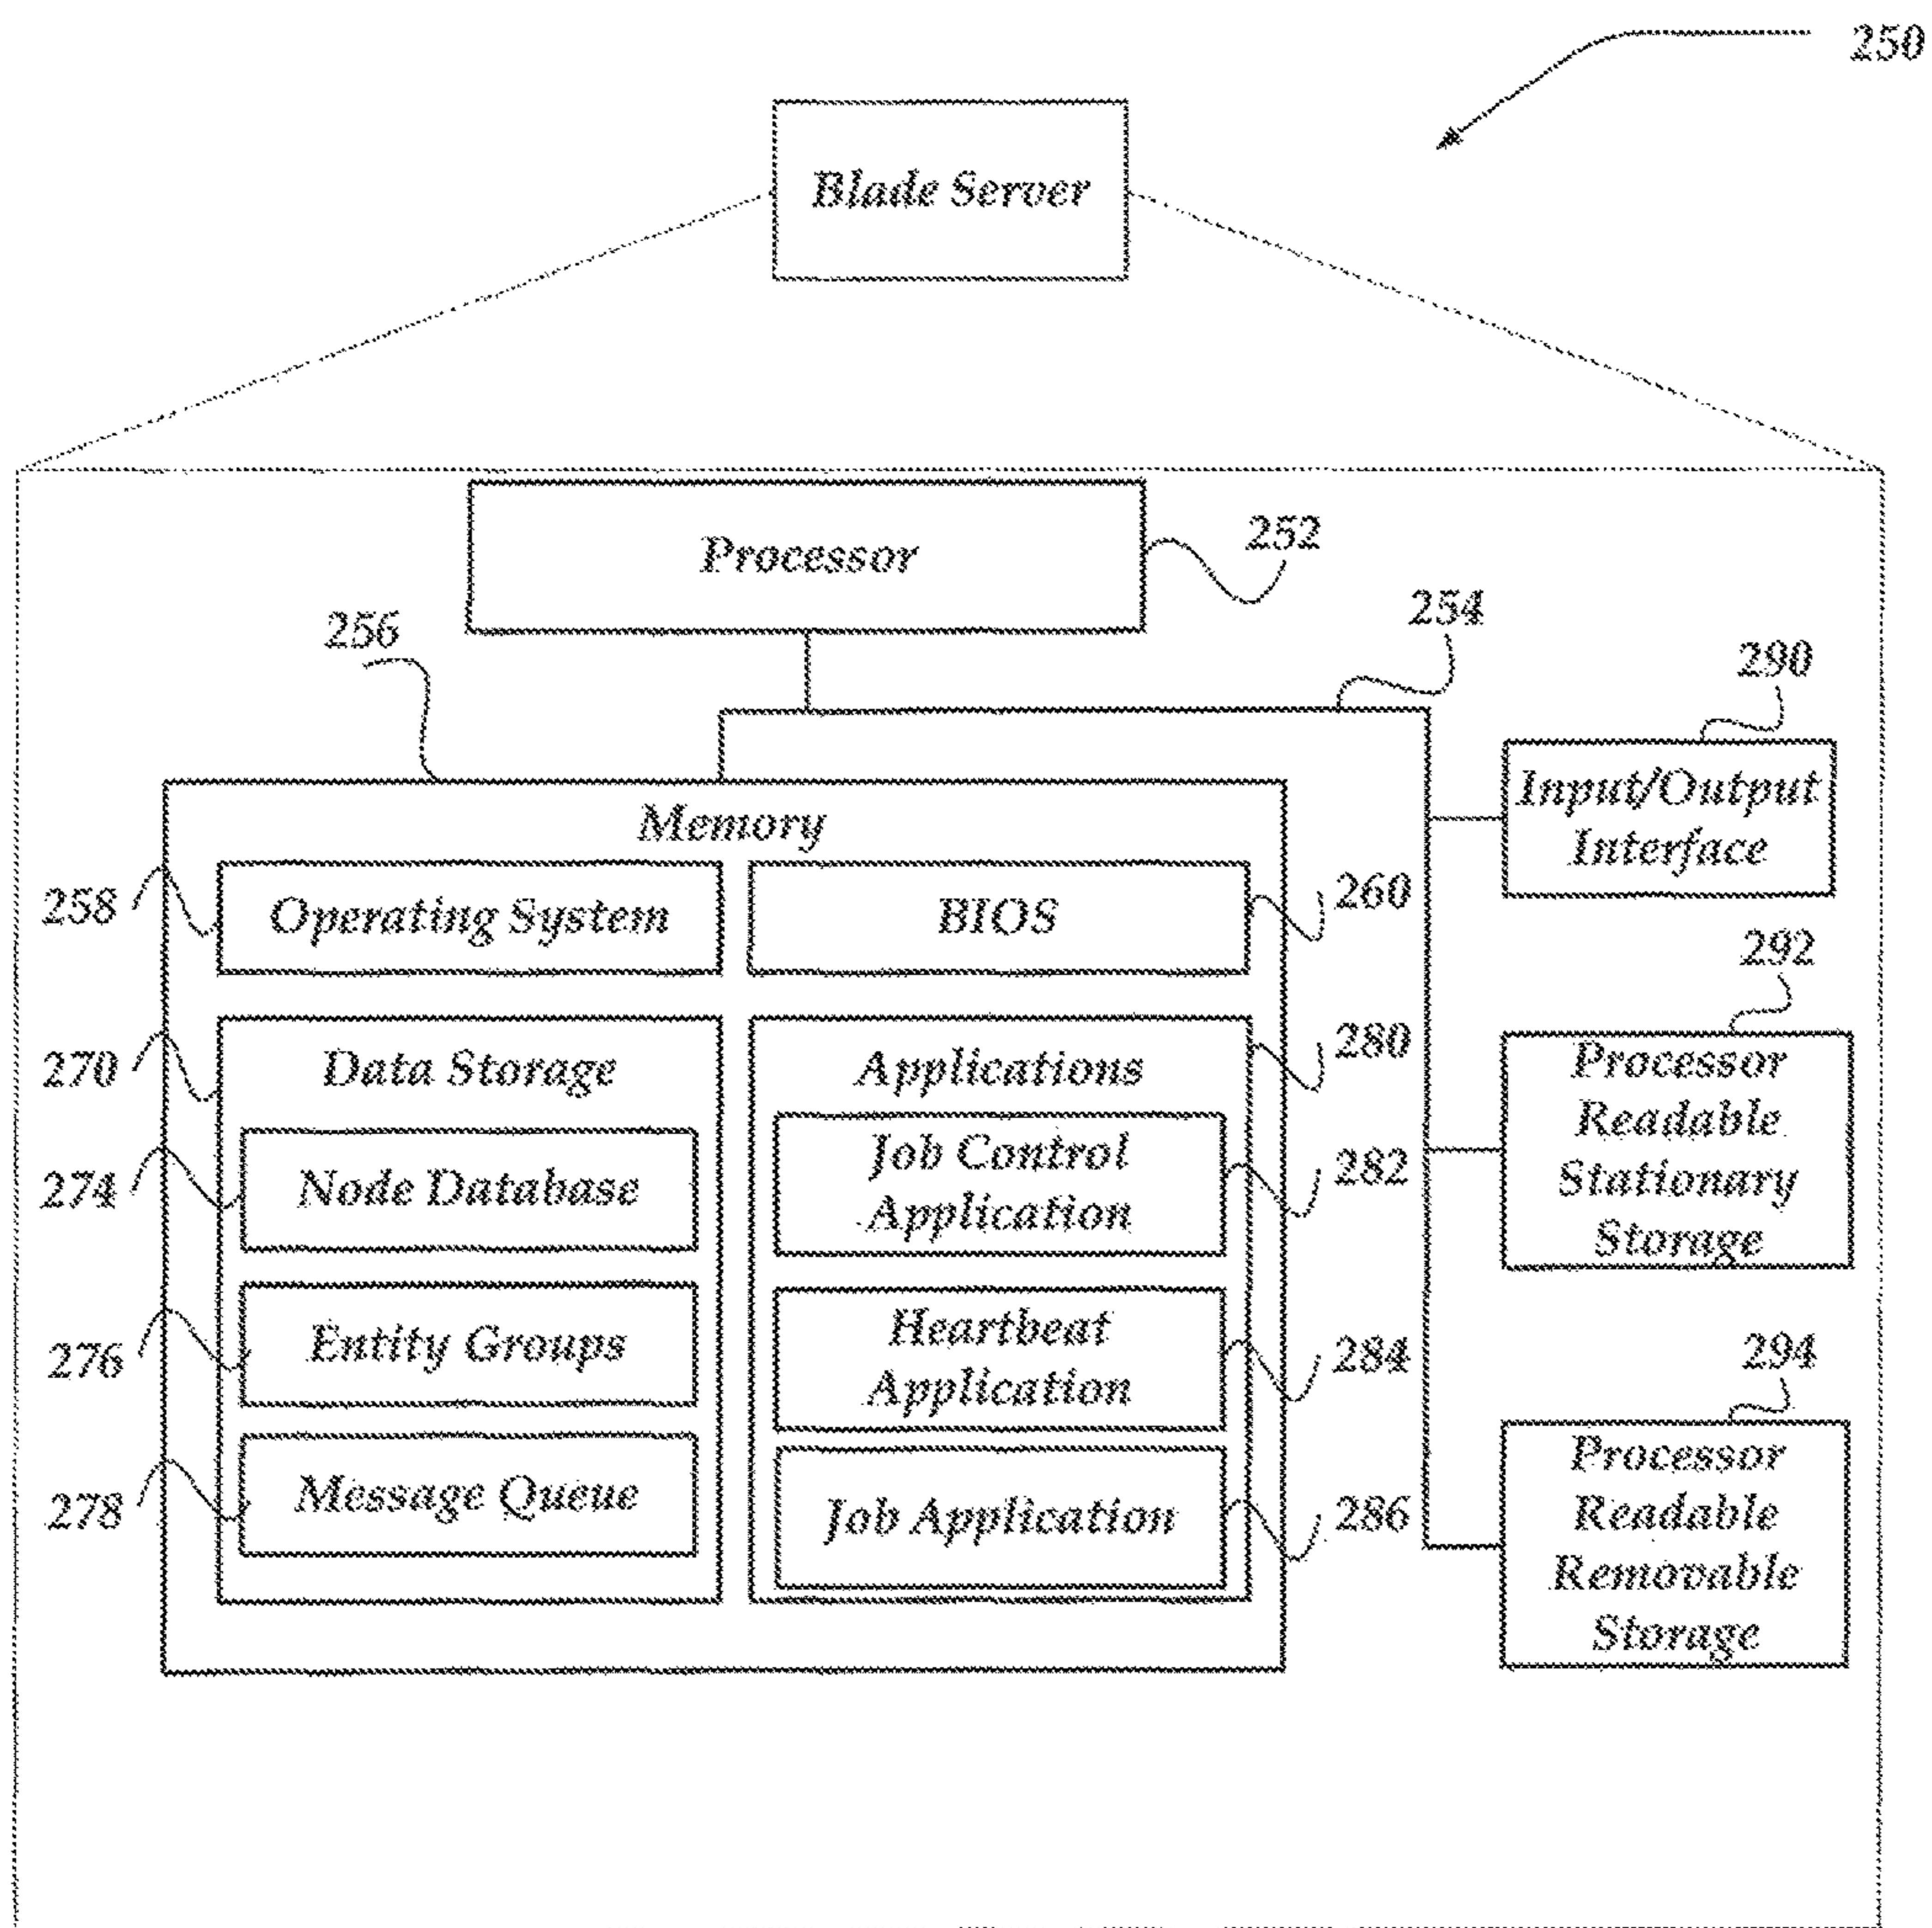 250
Blade Server
Processor
252
256
254
290
Input/Output
Interface
Memory
258
Operating System
BIOS
260
292
270
Data Storage
Applications
280
Processor
Readable
Stationary
Storage
274
Node Database
Job Control
Application
282
276
Entity Groups
Heartbeat
Application
284
294
278
Message Queue
Job Application
286
Processor
Readable
Removable
Storage